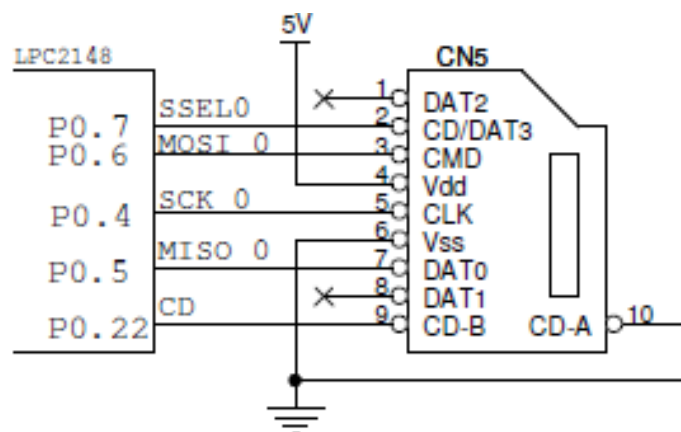 5V
LPC2148
CN5
1 DAT2
P0.7 SSEL0 2 CD/DAT3
P0.6 MOSI 0 3 CMD
4 Vdd
P0.4 SCK 0 5 CLK
6 Vss
P0.5 MISO 0 7 DAT0
8 DAT1
P0.22 CD 9 CD-B CD-A 10